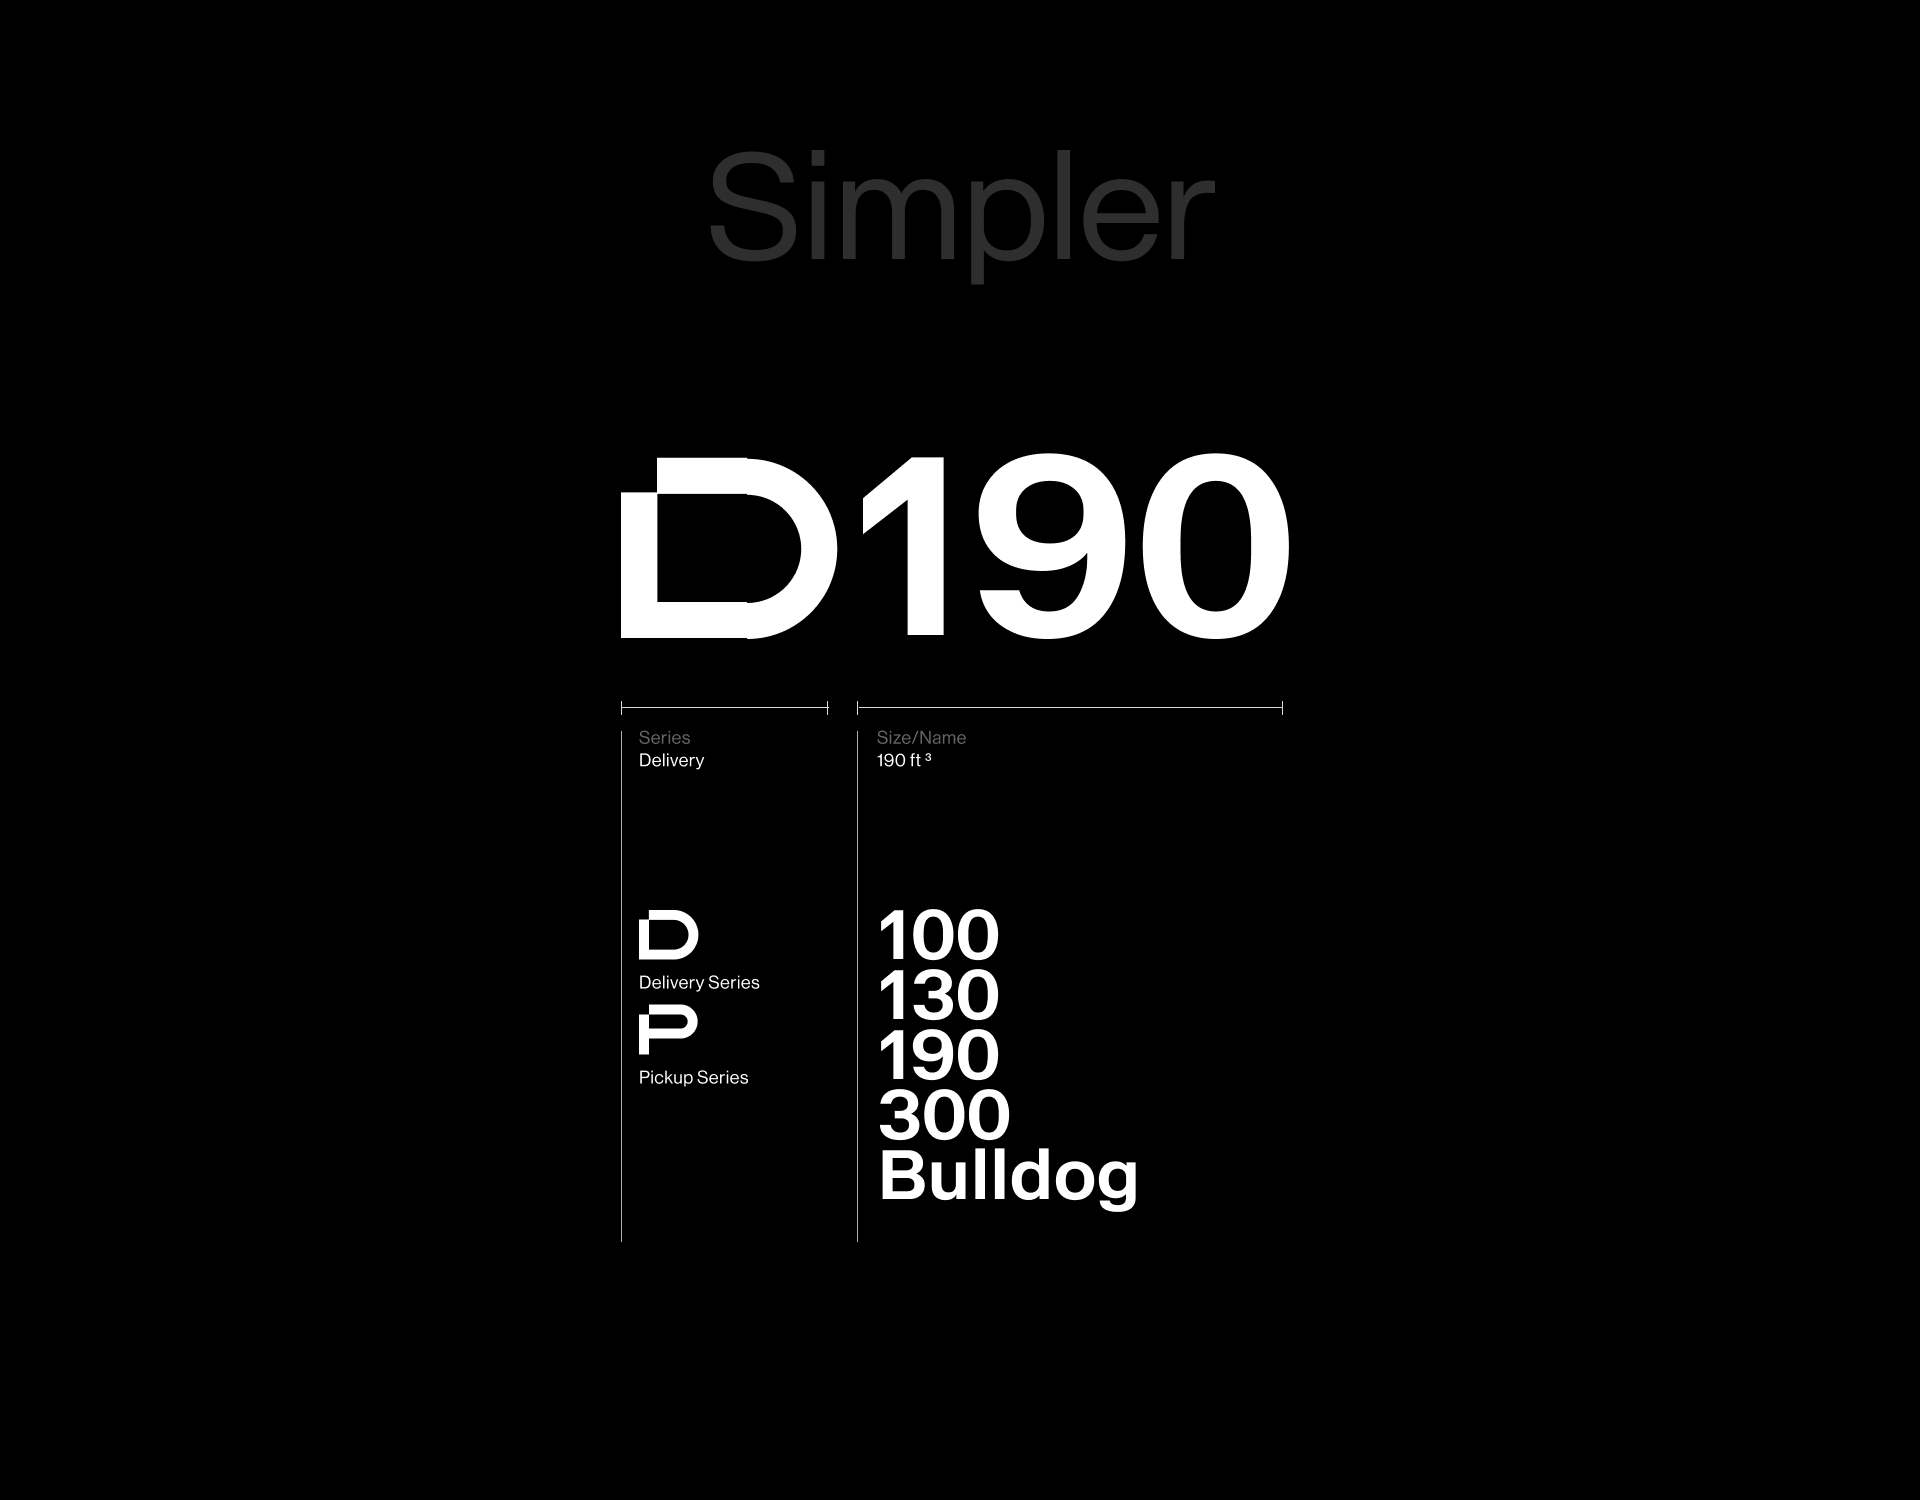 Simpler
D190
Series
Delivery
Size/Name
190 ft ³
D
Delivery Series
P
Pickup Series
100
130
190
300
Bulldog